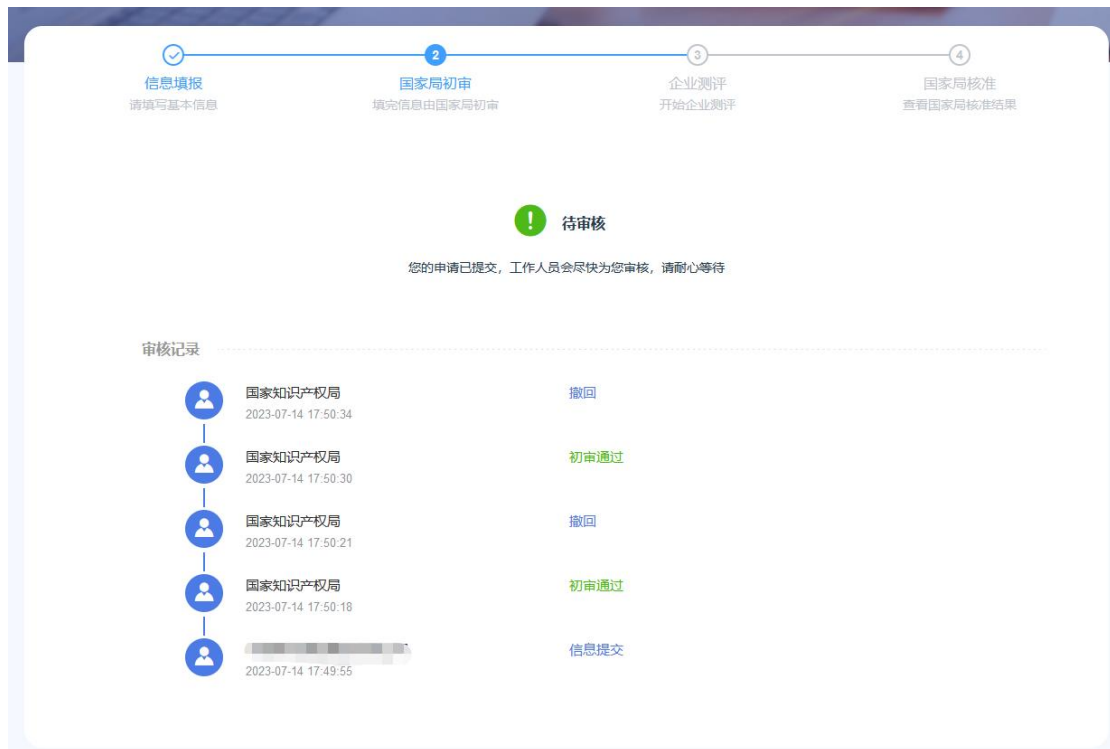 2
3
4
信息填报
国家局初审
企业测评
国家局核准
请填写基本信息
填完信息由国家局初审
开始企业测评
查看国家局核准结果
待审核
您的申请已提交，工作人员会尽快为您审核，请耐心等待
审核记录
国家知识产权局
撤回
2023-07-14 17:50:34
国家知识产权局
初审通过
2023-07-14 17:50:30
国家知识产权局
撤回
2023-07-14 17:50:21
国家知识产权局
初审通过
2023-07-14 17:50:18
信息提交
2023-07-14 17:49:55